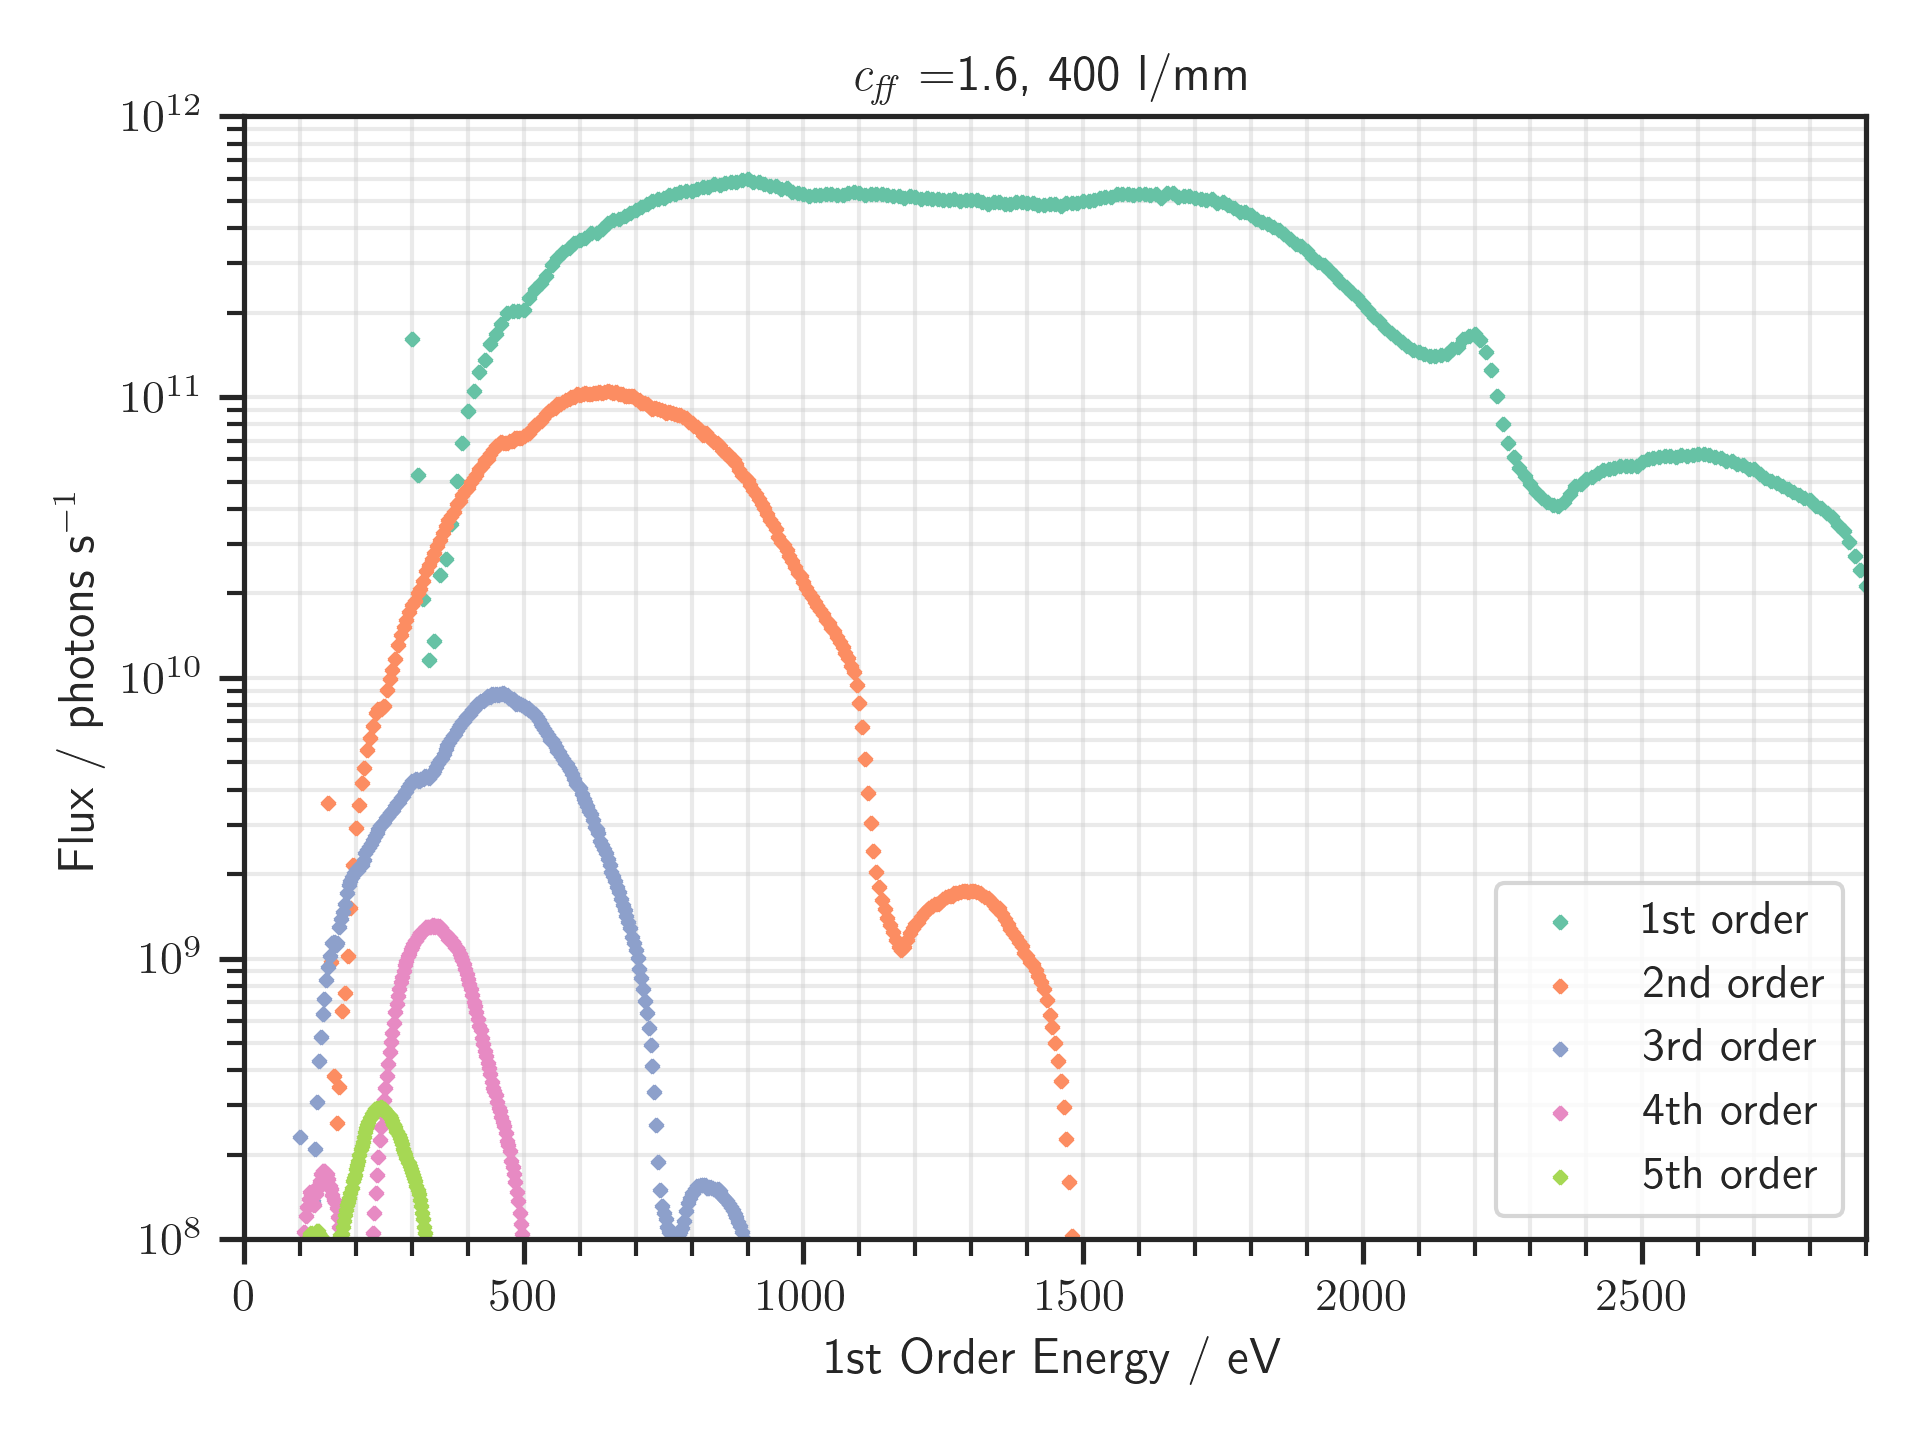 c_ff =1.6, 400 l/mm
10^12
10^11
10^10
10^9
10^8
Flux / photons s^−1
0 500 1000 1500 2000 2500
1st Order Energy / eV
1st order
2nd order
3rd order
4th order
5th order